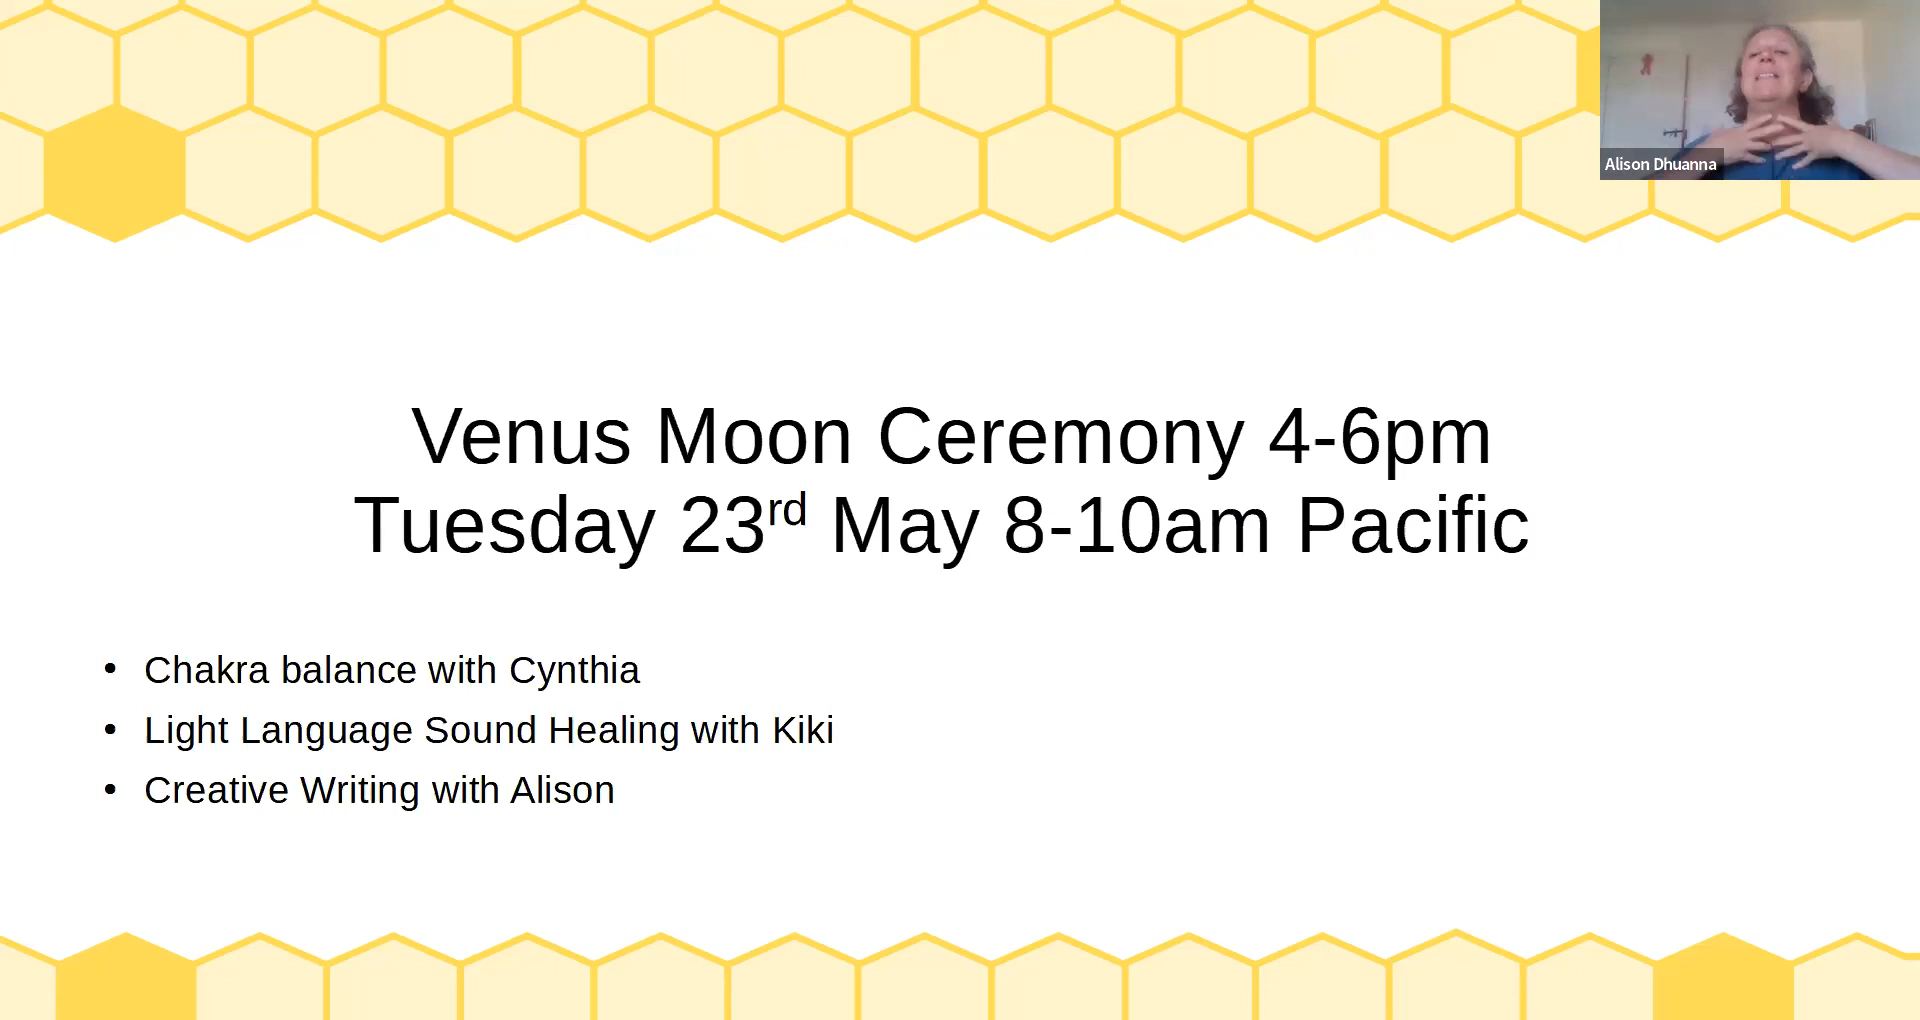 Alison Dhuanna
Venus Moon Ceremony 4-6pm
Tuesday 23rd May 8-10am Pacific
• Chakra balance with Cynthia
• Light Language Sound Healing with Kiki
• Creative Writing with Alison